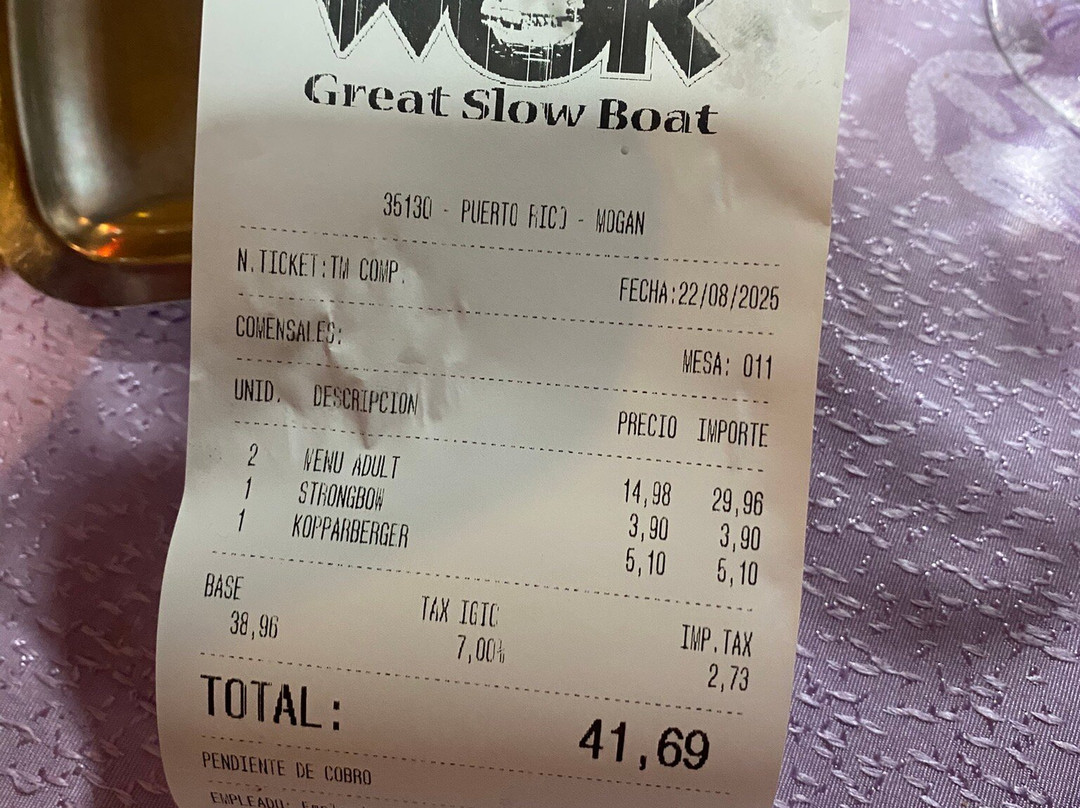 WOK
Great Slow Boat
35130 - PUERTO RICO - MOGAN
N.TICKET:TM COMP.
FECHA:22/08/2025
COMENSALES:
MESA: 011
UNID. DESCRIPCION PRECIO IMPORTE
2 MENU ADULT 14,98 29,96
1 STRONGBOW 3,90 3,90
1 KOPPARBERGER 5,10 5,10
BASE TAX IGIC IMP.TAX
38,96 7,00% 2,73
TOTAL: 41,69
PENDIENTE DE COBRO
EMPLEADO: